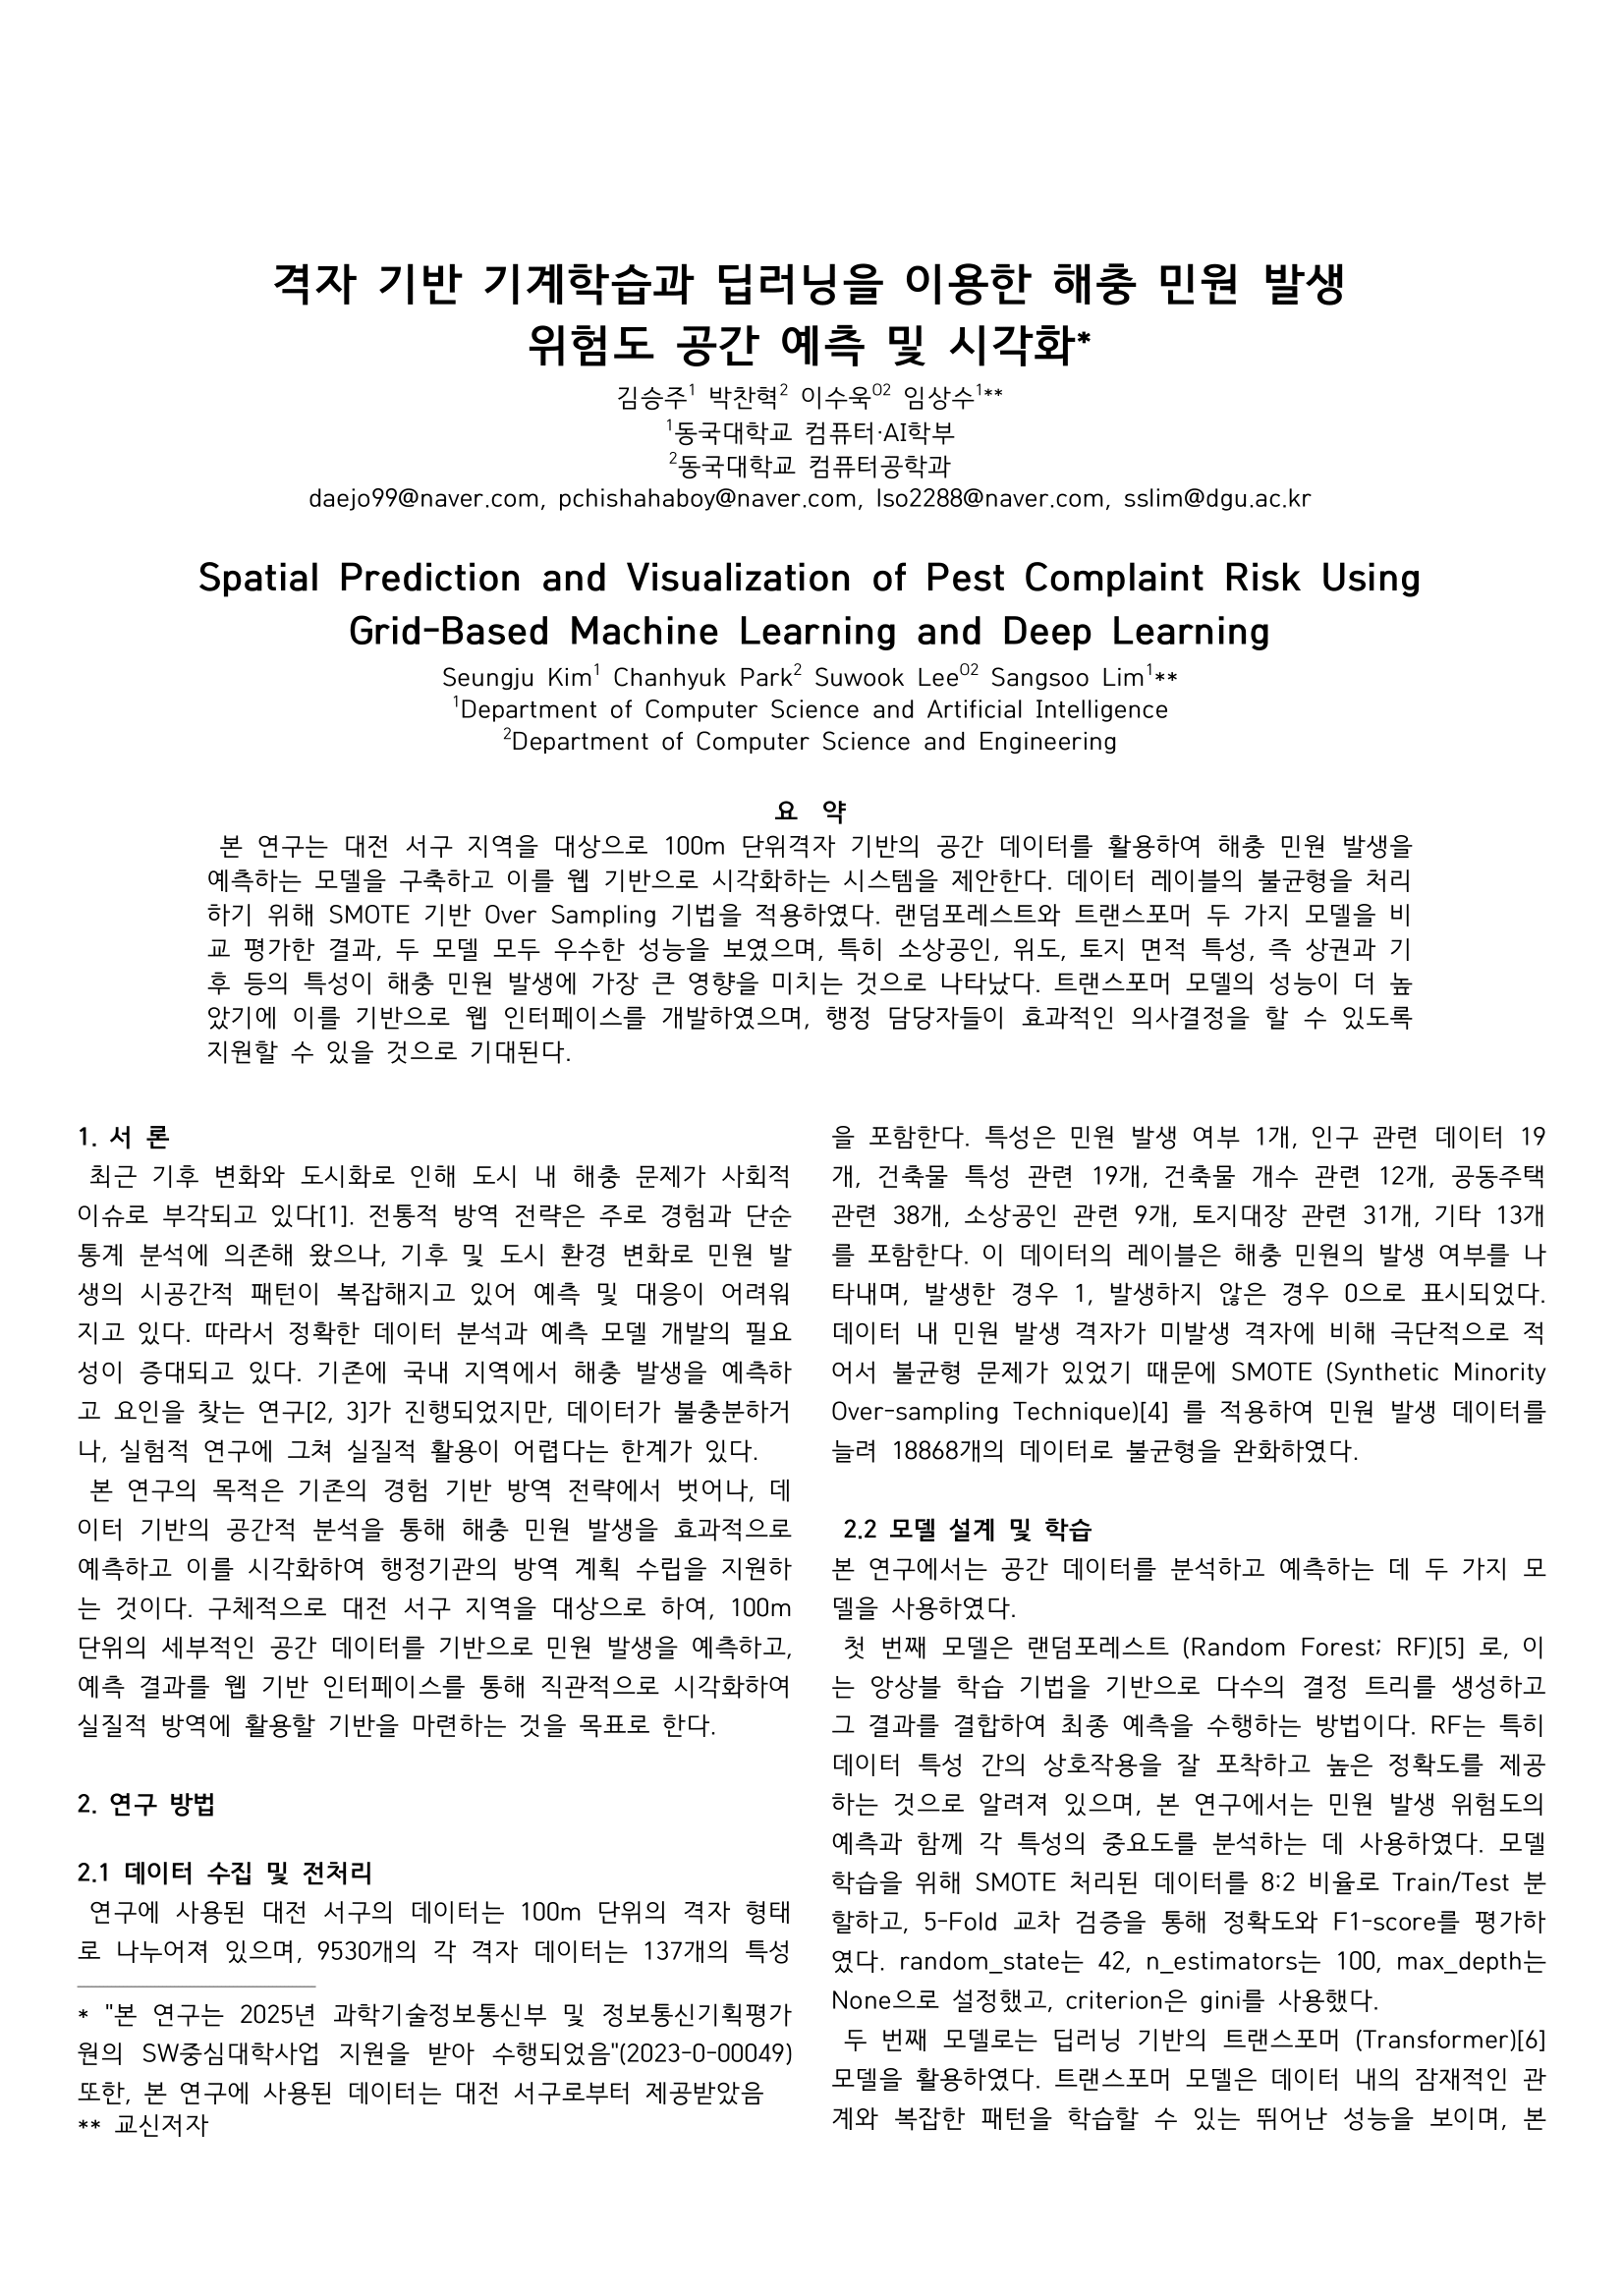 격자 기반 기계학습과 딥러닝을 이용한 해충 민원 발생
위험도 공간 예측 및 시각화*
김승주1 박찬혁2 이수욱O2 임상수1**
1동국대학교 컴퓨터·AI학부
2동국대학교 컴퓨터공학과
daejo99@naver.com, pchishahaboy@naver.com, lso2288@naver.com, sslim@dgu.ac.kr
Spatial Prediction and Visualization of Pest Complaint Risk Using
Grid-Based Machine Learning and Deep Learning
Seungju Kim1 Chanhyuk Park2 Suwook LeeO2 Sangsoo Lim1**
1Department of Computer Science and Artificial Intelligence
2Department of Computer Science and Engineering
요 약
본 연구는 대전 서구 지역을 대상으로 100m 단위격자 기반의 공간 데이터를 활용하여 해충 민원 발생을
예측하는 모델을 구축하고 이를 웹 기반으로 시각화하는 시스템을 제안한다. 데이터 레이블의 불균형을 처리
하기 위해 SMOTE 기반 Over Sampling 기법을 적용하였다. 랜덤포레스트와 트랜스포머 두 가지 모델을 비
교 평가한 결과, 두 모델 모두 우수한 성능을 보였으며, 특히 소상공인, 위도, 토지 면적 특성, 즉 상권과 기
후 등의 특성이 해충 민원 발생에 가장 큰 영향을 미치는 것으로 나타났다. 트랜스포머 모델의 성능이 더 높
았기에 이를 기반으로 웹 인터페이스를 개발하였으며, 행정 담당자들이 효과적인 의사결정을 할 수 있도록
지원할 수 있을 것으로 기대된다.
1. 서 론
최근 기후 변화와 도시화로 인해 도시 내 해충 문제가 사회적
이슈로 부각되고 있다[1]. 전통적 방역 전략은 주로 경험과 단순
통계 분석에 의존해 왔으나, 기후 및 도시 환경 변화로 민원 발
생의 시공간적 패턴이 복잡해지고 있어 예측 및 대응이 어려워
지고 있다. 따라서 정확한 데이터 분석과 예측 모델 개발의 필요
성이 증대되고 있다. 기존에 국내 지역에서 해충 발생을 예측하
고 요인을 찾는 연구[2, 3]가 진행되었지만, 데이터가 불충분하거
나, 실험적 연구에 그쳐 실질적 활용이 어렵다는 한계가 있다.
본 연구의 목적은 기존의 경험 기반 방역 전략에서 벗어나, 데
이터 기반의 공간적 분석을 통해 해충 민원 발생을 효과적으로
예측하고 이를 시각화하여 행정기관의 방역 계획 수립을 지원하
는 것이다. 구체적으로 대전 서구 지역을 대상으로 하여, 100m
단위의 세부적인 공간 데이터를 기반으로 민원 발생을 예측하고,
예측 결과를 웹 기반 인터페이스를 통해 직관적으로 시각화하여
실질적 방역에 활용할 기반을 마련하는 것을 목표로 한다.
2. 연구 방법
2.1 데이터 수집 및 전처리
연구에 사용된 대전 서구의 데이터는 100m 단위의 격자 형태
로 나누어져 있으며, 9530개의 각 격자 데이터는 137개의 특성
* "본 연구는 2025년 과학기술정보통신부 및 정보통신기획평가
원의 SW중심대학사업 지원을 받아 수행되었음"(2023-0-00049)
또한, 본 연구에 사용된 데이터는 대전 서구로부터 제공받았음
** 교신저자
을 포함한다. 특성은 민원 발생 여부 1개, 인구 관련 데이터 19
개, 건축물 특성 관련 19개, 건축물 개수 관련 12개, 공동주택
관련 38개, 소상공인 관련 9개, 토지대장 관련 31개, 기타 13개
를 포함한다. 이 데이터의 레이블은 해충 민원의 발생 여부를 나
타내며, 발생한 경우 1, 발생하지 않은 경우 0으로 표시되었다.
데이터 내 민원 발생 격자가 미발생 격자에 비해 극단적으로 적
어서 불균형 문제가 있었기 때문에 SMOTE (Synthetic Minority
Over-sampling Technique)[4] 를 적용하여 민원 발생 데이터를
늘려 18868개의 데이터로 불균형을 완화하였다.
2.2 모델 설계 및 학습
본 연구에서는 공간 데이터를 분석하고 예측하는 데 두 가지 모
델을 사용하였다.
첫 번째 모델은 랜덤포레스트 (Random Forest; RF)[5] 로, 이
는 앙상블 학습 기법을 기반으로 다수의 결정 트리를 생성하고
그 결과를 결합하여 최종 예측을 수행하는 방법이다. RF는 특히
데이터 특성 간의 상호작용을 잘 포착하고 높은 정확도를 제공
하는 것으로 알려져 있으며, 본 연구에서는 민원 발생 위험도의
예측과 함께 각 특성의 중요도를 분석하는 데 사용하였다. 모델
학습을 위해 SMOTE 처리된 데이터를 8:2 비율로 Train/Test 분
할하고, 5-Fold 교차 검증을 통해 정확도와 F1-score를 평가하
였다. random_state는 42, n_estimators는 100, max_depth는
None으로 설정했고, criterion은 gini를 사용했다.
두 번째 모델로는 딥러닝 기반의 트랜스포머 (Transformer)[6]
모델을 활용하였다. 트랜스포머 모델은 데이터 내의 잠재적인 관
계와 복잡한 패턴을 학습할 수 있는 뛰어난 성능을 보이며, 본